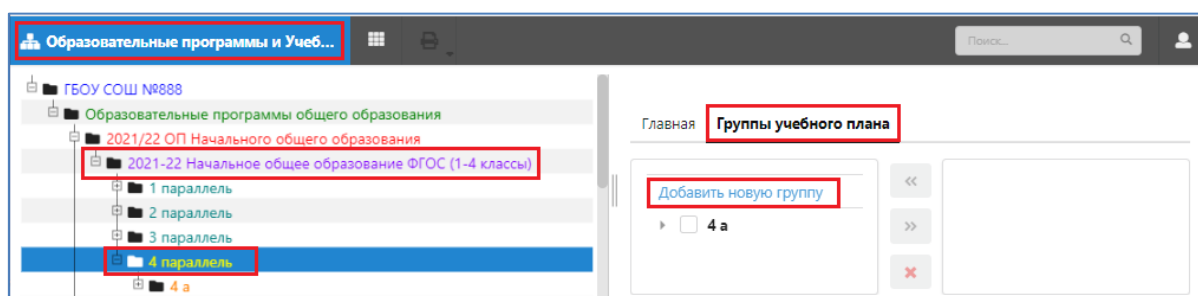 Образовательные программы и Учеб...
Поиск...
ГБОУ СОШ №888
Образовательные программы общего образования
2021/22 ОП Начального общего образования
2021-22 Начальное общее образование ФГОС (1-4 классы)
1 параллель
2 параллель
3 параллель
4 параллель
4 а
Главная Группы учебного плана
Добавить новую группу
4 а